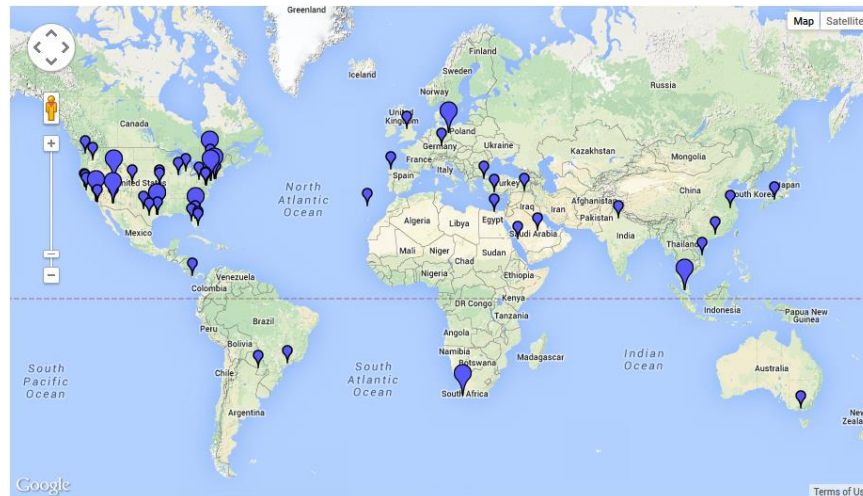 Greenland
Map
Satellite
Iceland
Finland
Sweden
Norway
Russia
Canada
United
Kingdom
Poland
Germany
Ukraine
Kazakhstan
Mongolia
France
Italy
Spain
Turkey
United States
North
Atlantic
Ocean
Japan
South Korea
China
Afghanistan
Iraq
Iran
Pakistan
Algeria
Libya
Egypt
Saudi Arabia
India
Mexico
Mali
Niger
Chad
Sudan
Thailand
Nigeria
Ethiopia
Venezuela
Colombia
DR Congo
Kenya
Indonesia
Papua New
Guinea
Tanzania
Peru
Brazil
Angola
Bolivia
Namibia
Botswana
Madagascar
Indian
Ocean
South
Pacific
Ocean
Chile
South
Atlantic
Ocean
Australia
South Africa
Argentina
New
Zeala
Google
Terms of Us